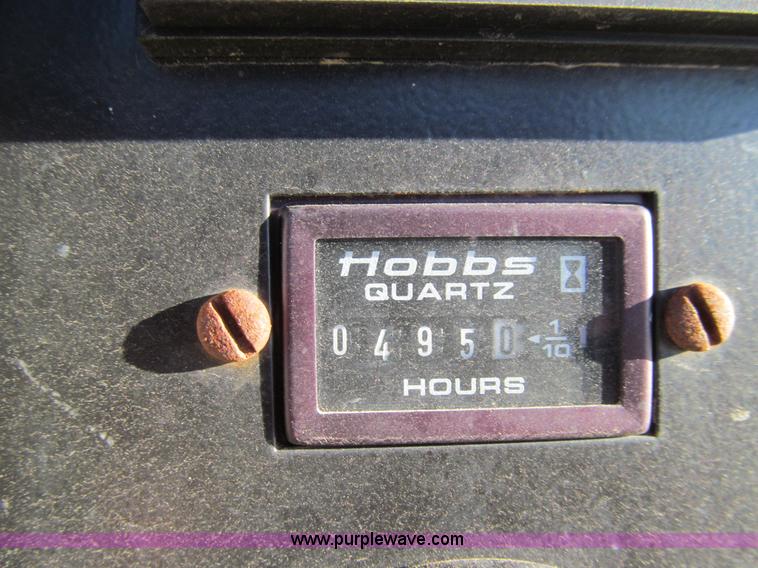 Hobbs
QUARTZ
0 4 9 5 0 ◄ 1/10
HOURS
www.purplewave.com